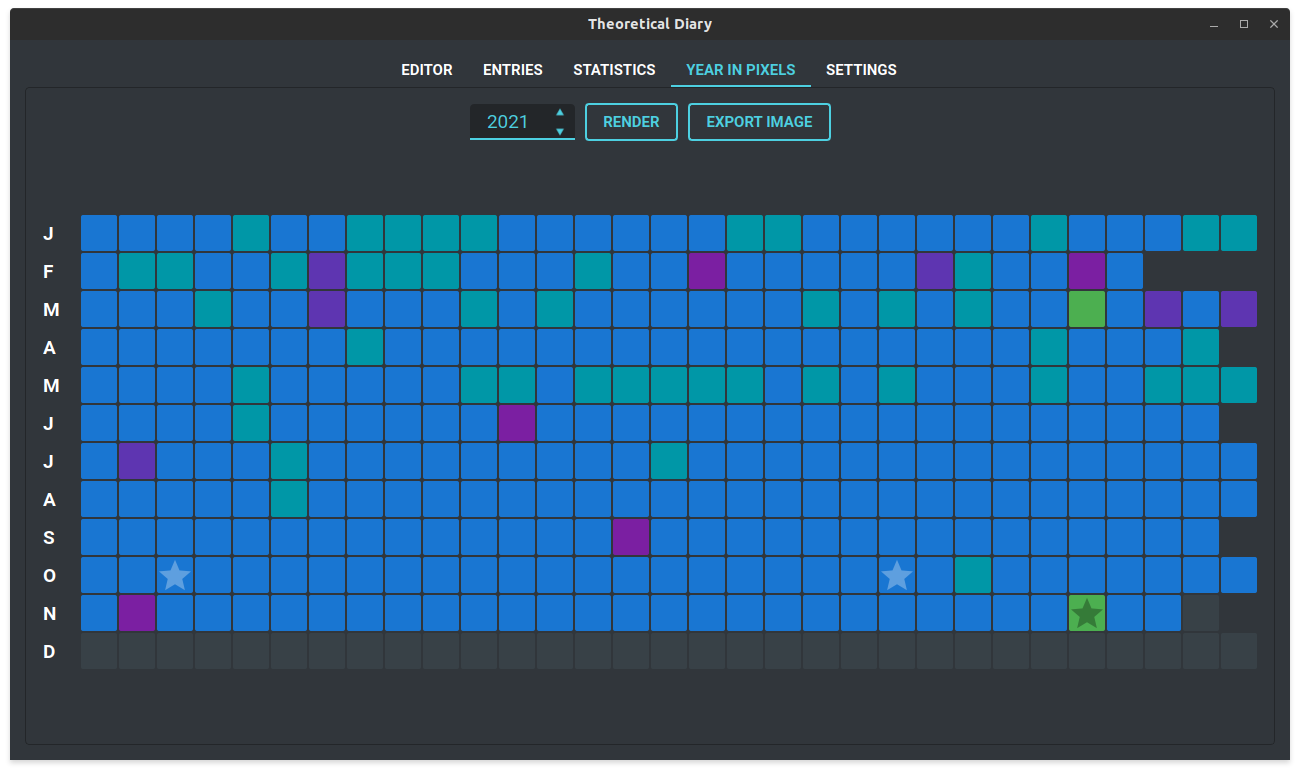 Theoretical Diary
EDITOR ENTRIES STATISTICS YEAR IN PIXELS SETTINGS
2021 RENDER EXPORT IMAGE
J
F
M
A
M
J
J
A
S
O
N
D